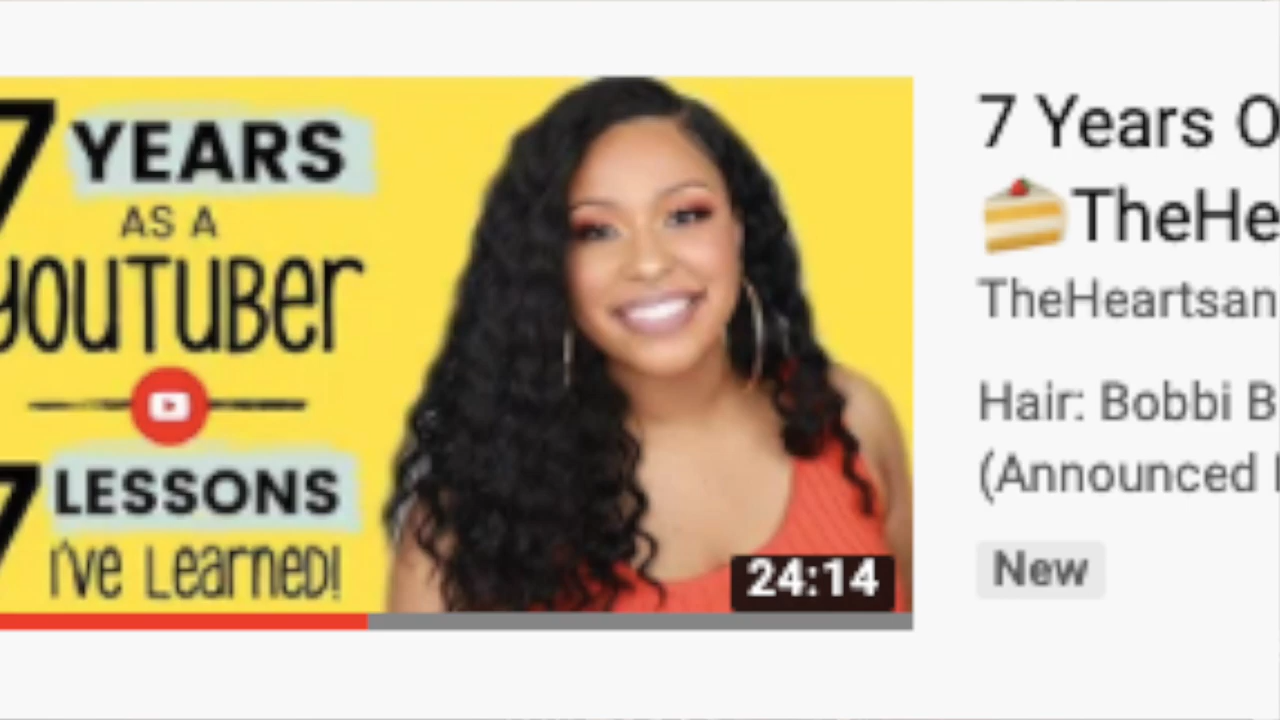 7 YEARS
AS A
YOUTUBER
7 LESSONS
I'VE Learned!
24:14
7 Years O
🍰TheHe
TheHeartsan
Hair: Bobbi B
(Announced
New